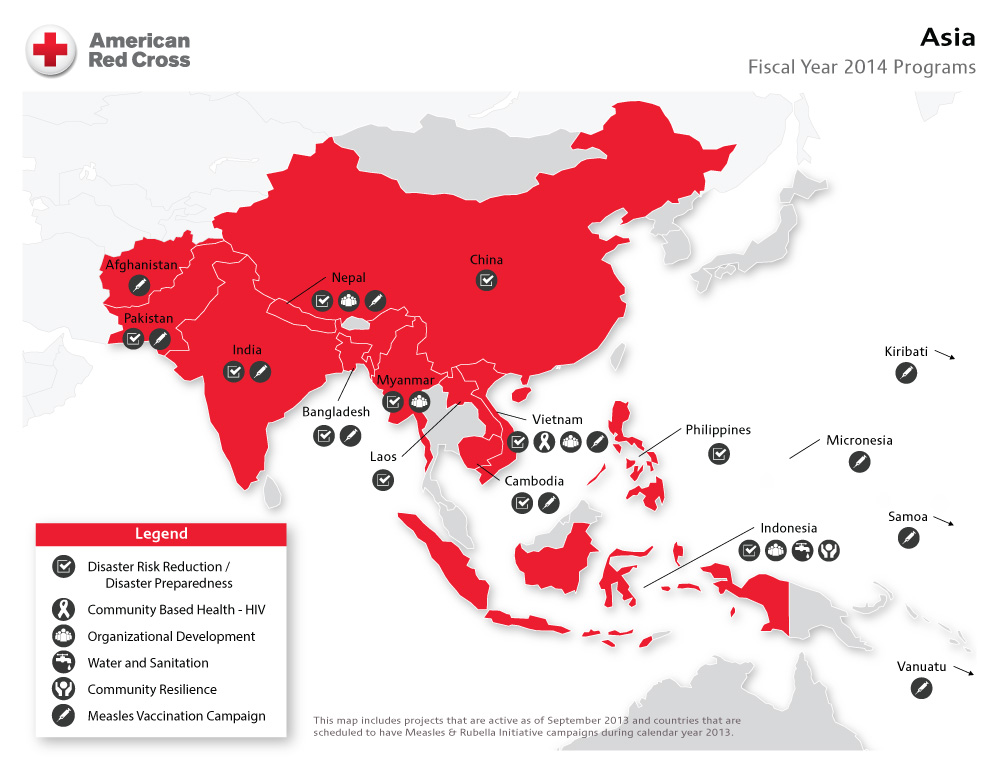 American
Red Cross
Asia
Fiscal Year 2014 Programs
Afghanistan
Nepal
China
Pakistan
India
Kiribati
Myanmar
Bangladesh
Vietnam
Philippines
Micronesia
Laos
Cambodia
Samoa
Indonesia
Vanuatu
Legend
Disaster Risk Reduction /
Disaster Preparedness
Community Based Health - HIV
Organizational Development
Water and Sanitation
Community Resilience
Measles Vaccination Campaign
This map includes projects that are active as of September 2013 and countries that are
scheduled to have Measles & Rubella Initiative campaigns during calendar year 2013.